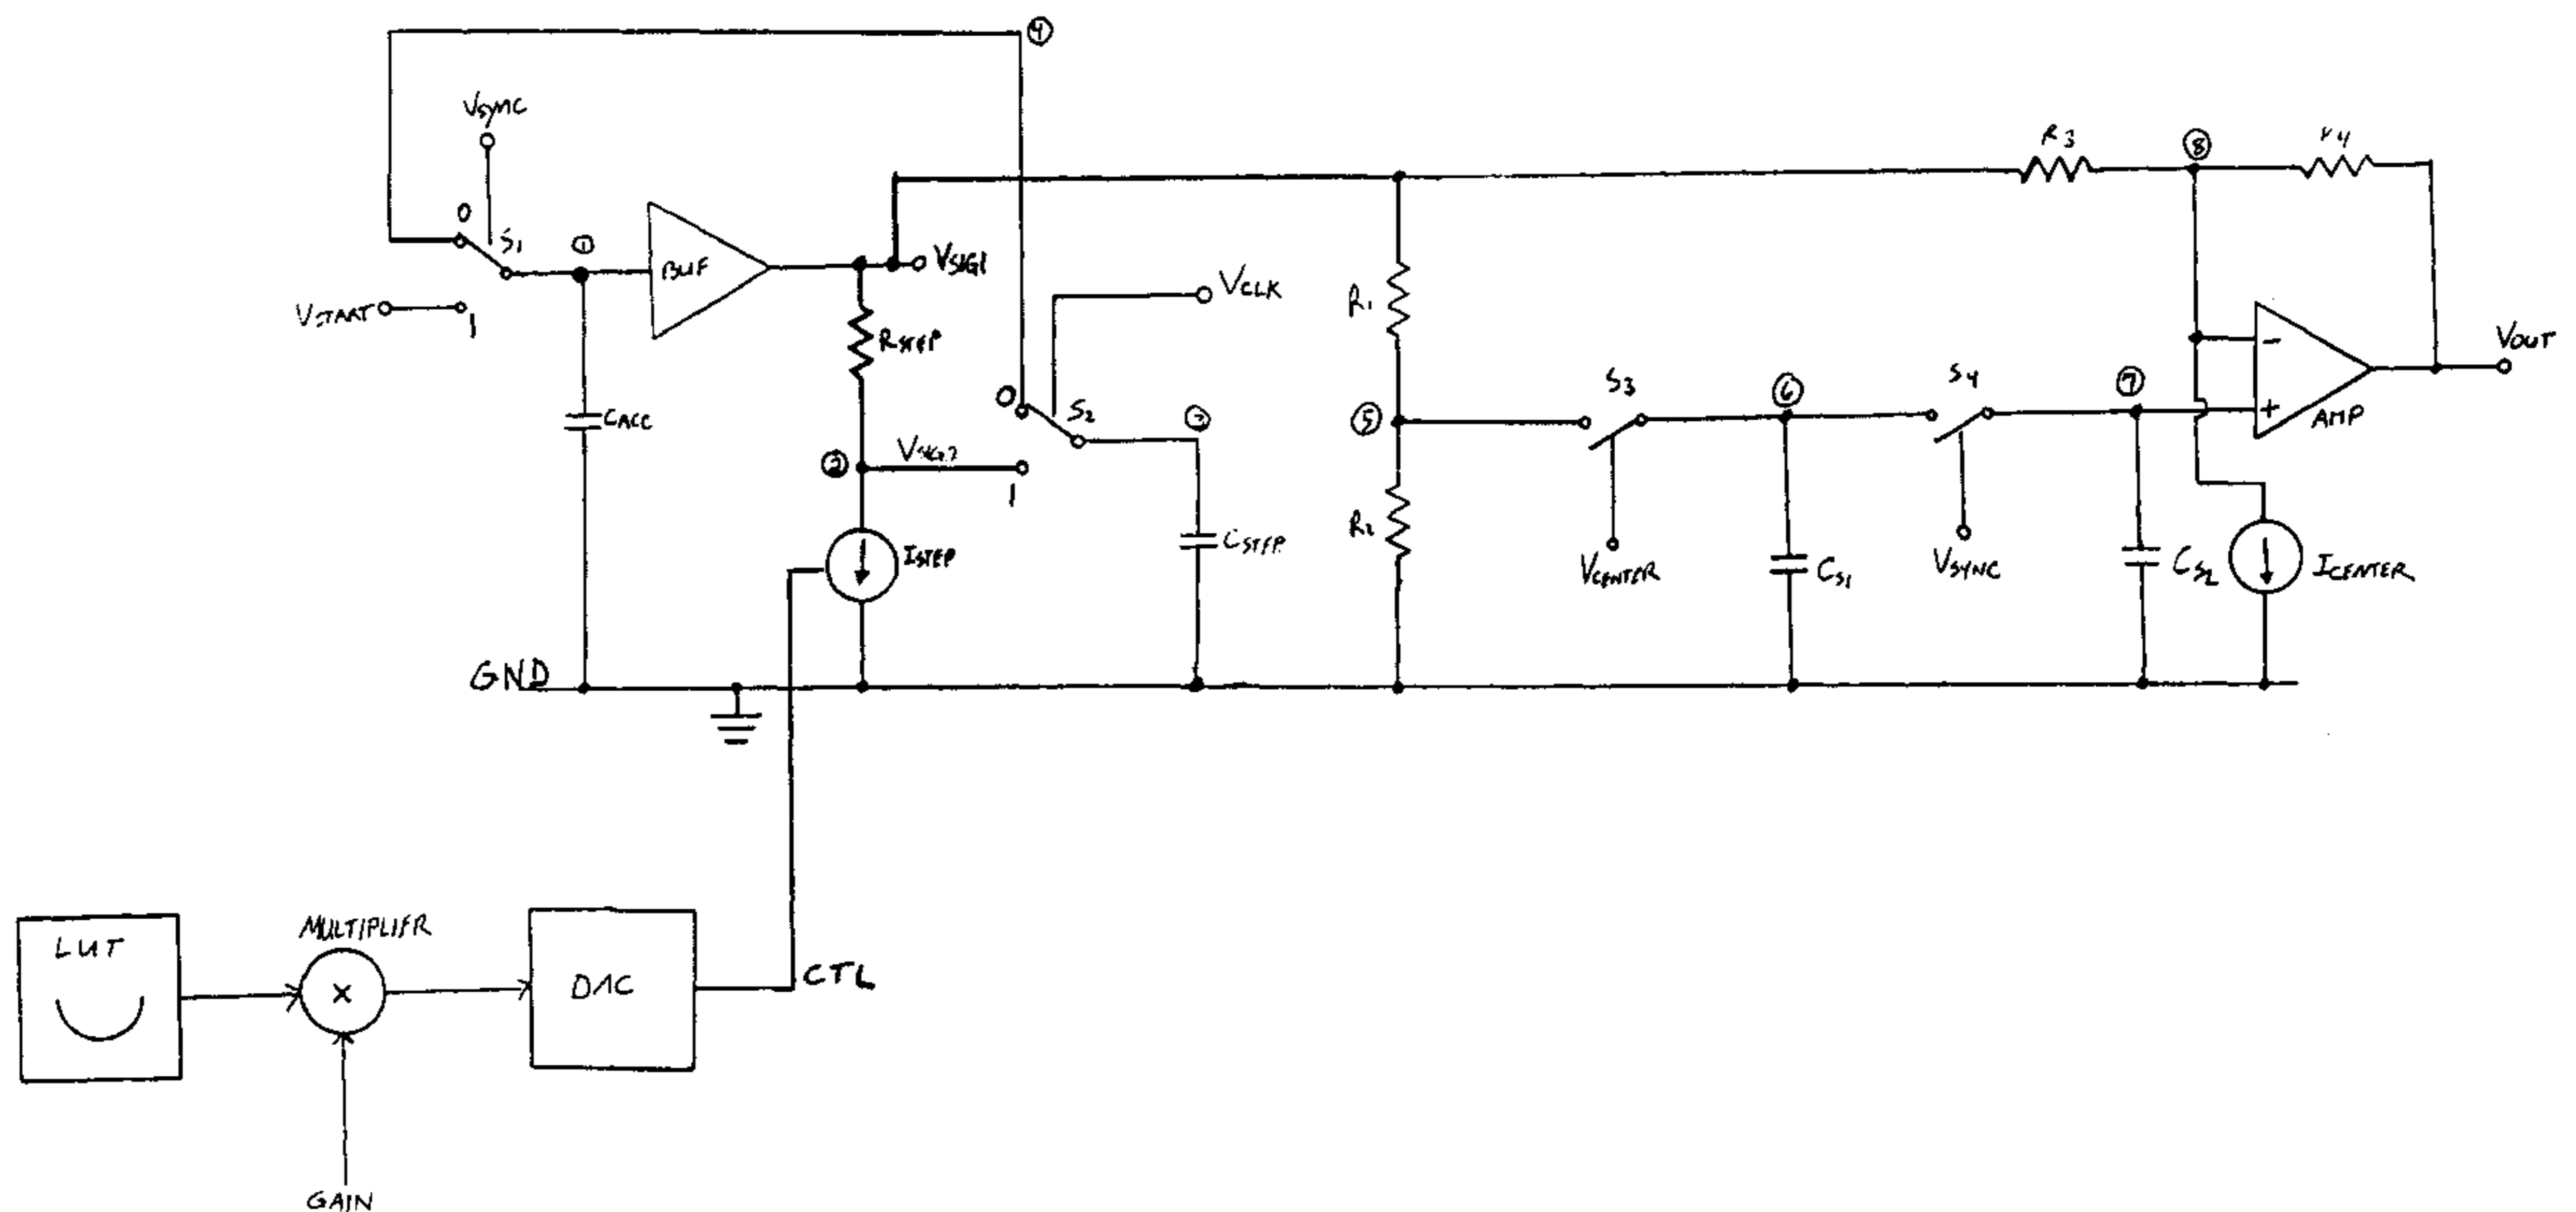 ④
VSYNC
0
S1
①
VSTART
1
BUF
VSIG1
RSTEP
CACC
②
VSIG2
ISTEP
0
S2
1
VCLK
③
CSTEP
GND
R1
⑤
R2
S3
VCENTER
⑥
CS1
S4
VSYNC
⑦
CS2
R3
⑧
R4
-
+
AMP
VOUT
ICENTER
LUT
MULTIPLIER
X
DAC
CTL
GAIN